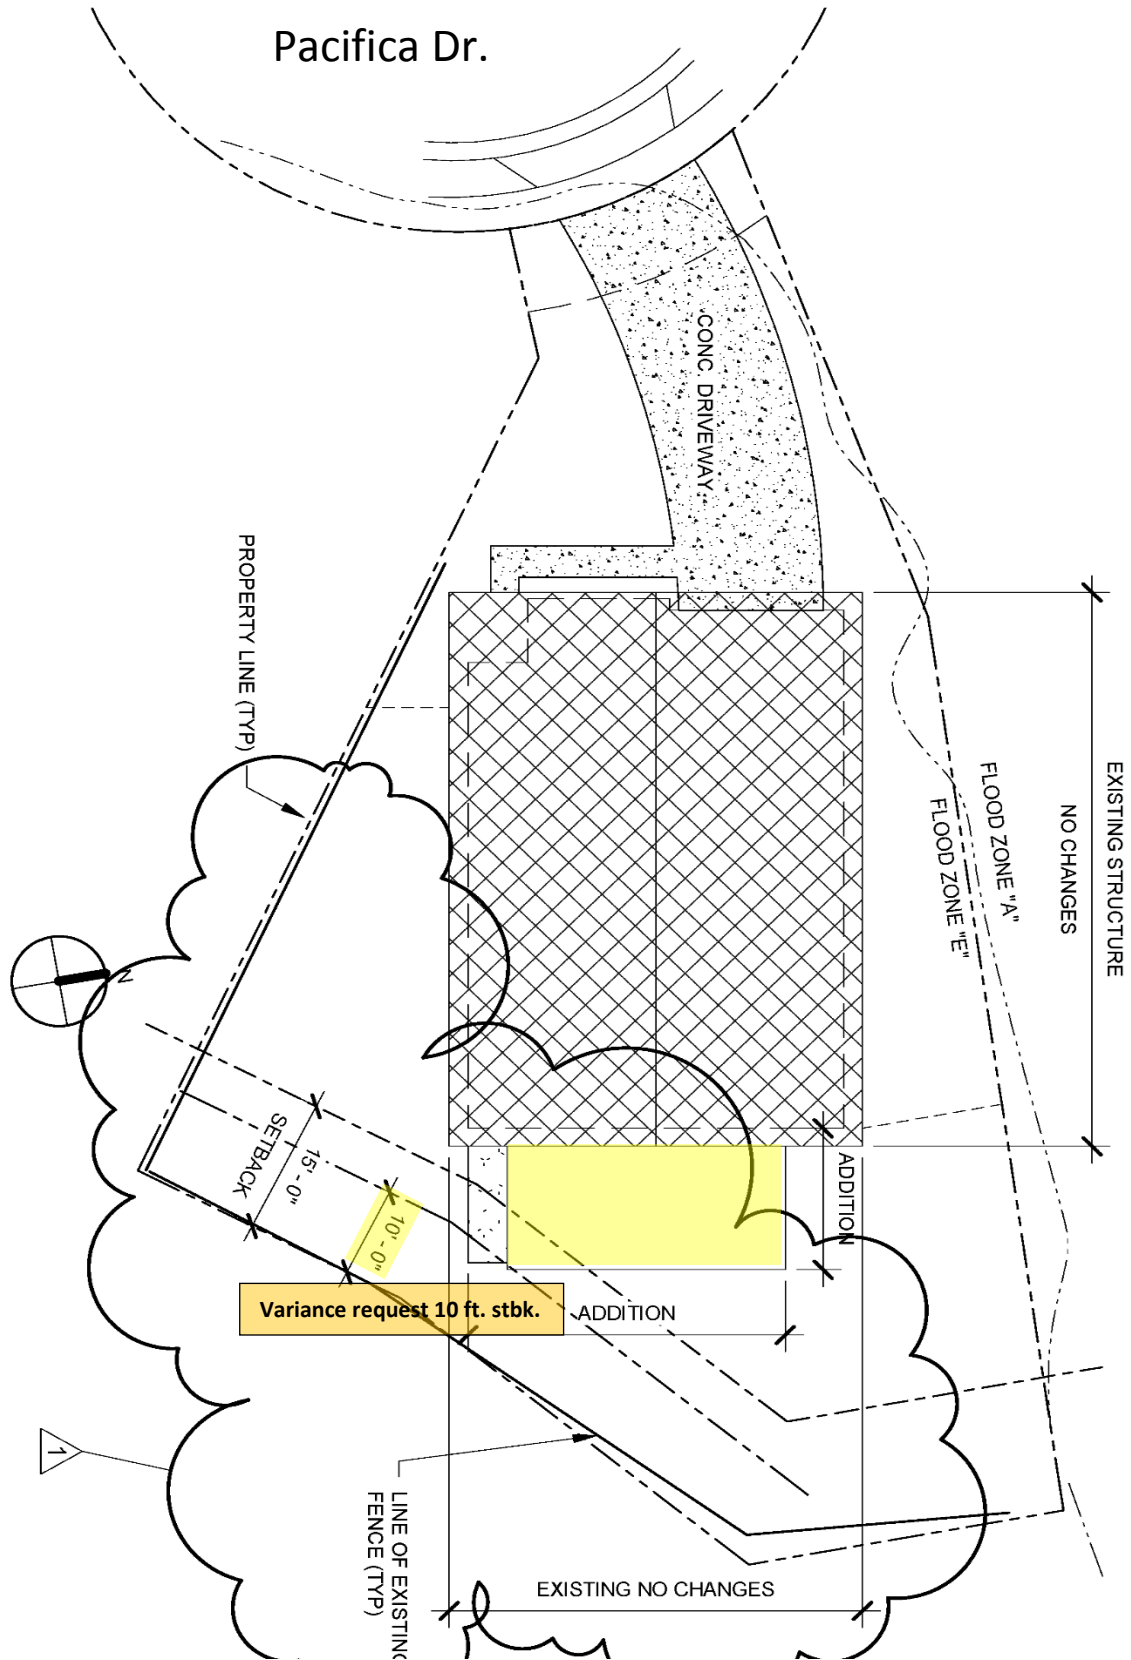 Pacifica Dr.
CONC. DRIVEWAY
PROPERTY LINE (TYP)
EXISTING STRUCTURE
NO CHANGES
FLOOD ZONE "A"
FLOOD ZONE "E"
N
SETBACK
15' - 0"
10' - 0"
ADDITION
Variance request 10 ft. stbk.
ADDITION
1
LINE OF EXISTING
FENCE (TYP)
EXISTING NO CHANGES